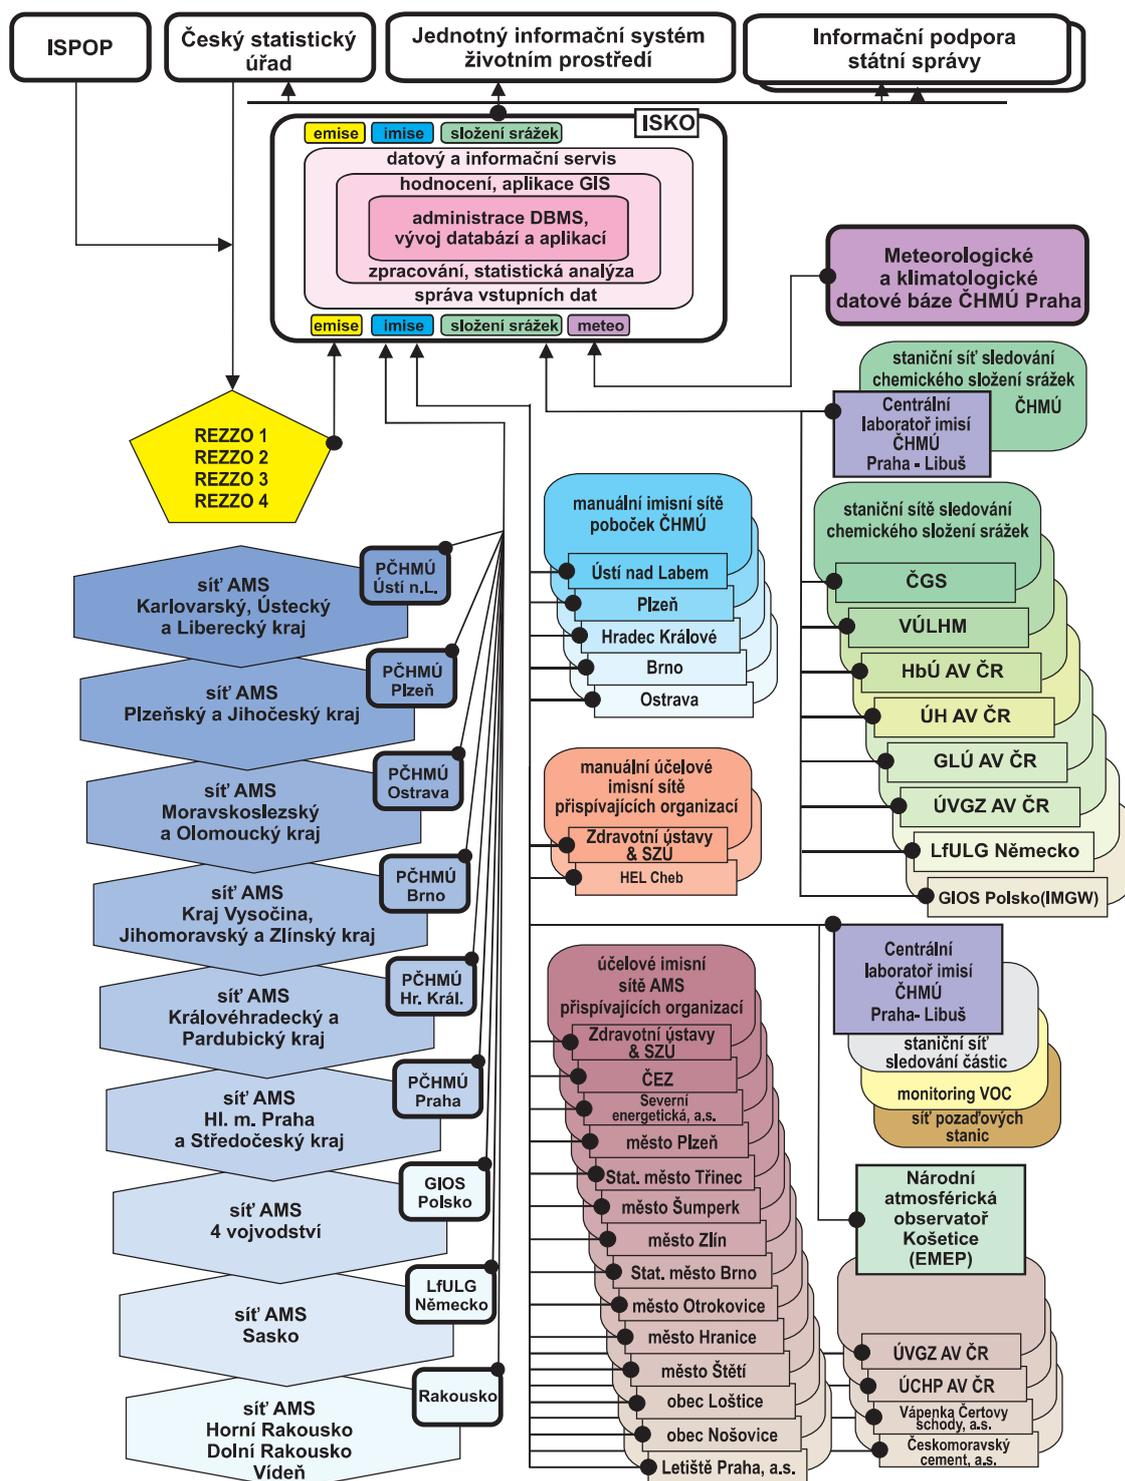 ISPOP
Český statistický
úřad
Jednotný informační systém
životním prostředí
Informační podpora
státní správy
ISKO
emise
imise
složení srážek
datový a informační servis
hodnocení, aplikace GIS
administrace DBMS,
vývoj databází a aplikací
zpracování, statistická analýza
správa vstupních dat
emise
imise
složení srážek
meteo
Meteorologické
a klimatologické
datové báze ČHMÚ Praha
staniční síť sledování
chemického složení srážek
ČHMÚ
Centrální
laboratoř imisí
ČHMÚ
Praha - Libuš
REZZO 1
REZZO 2
REZZO 3
REZZO 4
síť AMS
Karlovarský, Ústecký
a Liberecký kraj
PČHMÚ
Ústí n.L.
síť AMS
Plzeňský a Jihočeský kraj
PČHMÚ
Plzeň
síť AMS
Moravskoslezský
a Olomoucký kraj
PČHMÚ
Ostrava
síť AMS
Kraj Vysočina,
Jihomoravský a Zlínský kraj
PČHMÚ
Brno
síť AMS
Královéhradecký a
Pardubický kraj
PČHMÚ
Hr. Král.
síť AMS
Hl. m. Praha
a Středočeský kraj
PČHMÚ
Praha
síť AMS
4 vojvodství
GIOS
Polsko
síť AMS
Sasko
LfULG
Německo
síť AMS
Horní Rakousko
Dolní Rakousko
Vídeň
Rakousko
manuální imisní sítě
poboček ČHMÚ
Ústí nad Labem
Plzeň
Hradec Králové
Brno
Ostrava
manuální účelové
imisní sítě
přispívajících organizací
Zdravotní ústavy
& SZÚ
HEL Cheb
účelové imisní
sítě AMS
přispívajících organizací
Zdravotní ústavy
& SZÚ
ČEZ
Severní
energetická, a.s.
město Plzeň
Stat. město Třinec
město Šumperk
město Zlín
Stat. město Brno
město Otrokovice
město Hranice
město Štětí
obec Loštice
obec Nošovice
Letiště Praha, a.s.
staniční sítě sledování
chemického složení srážek
ČGS
VÚLHM
HbÚ AV ČR
ÚH AV ČR
GLÚ AV ČR
ÚVGZ AV ČR
LfULG Německo
GIOS Polsko(IMGW)
Centrální
laboratoř imisí
ČHMÚ
Praha- Libuš
staniční síť
sledování částic
monitoring VOC
síť pozaďových
stanic
Národní
atmosférická
observatoř
Košetice
(EMEP)
ÚVGZ AV ČR
ÚCHP AV ČR
Vápenka Čertovy
schody, a.s.
Českomoravský
cement, a.s.